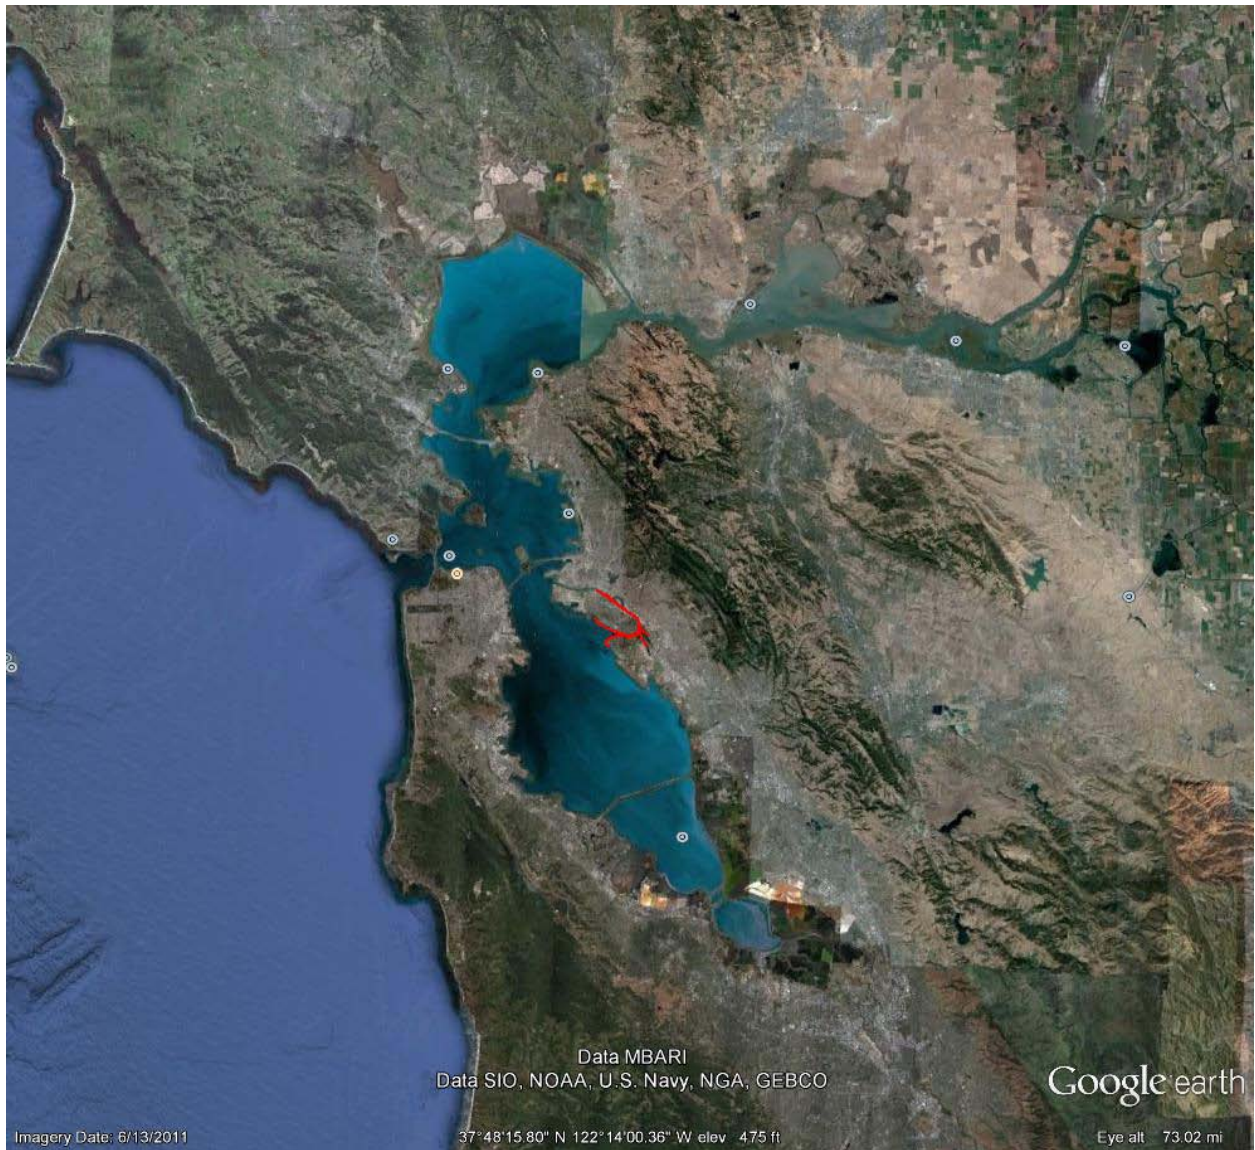 Data MBARI
Data SIO, NOAA, U.S. Navy, NGA, GEBCO
Google earth
Imagery Date: 6/13/2011
37°48'15.80" N 122°14'00.36" W elev 475 ft
Eye alt 73.02 mi